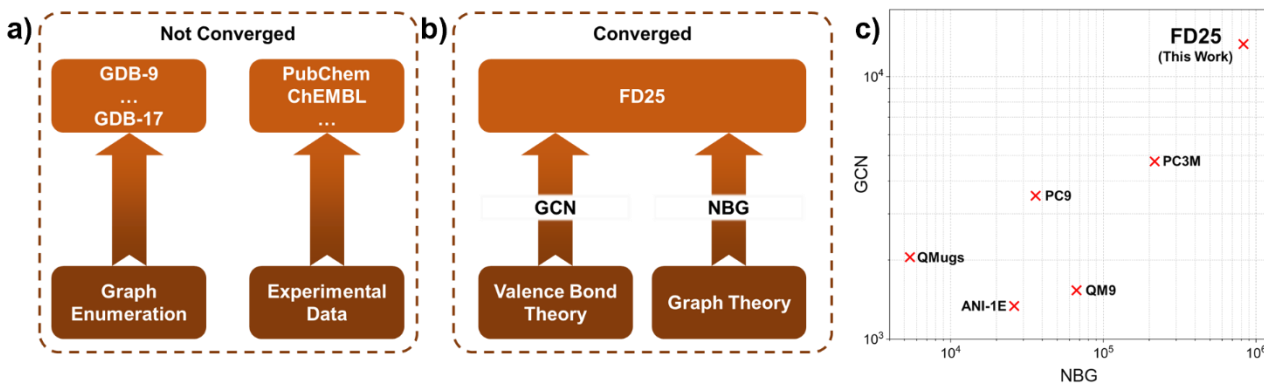 a)
Not Converged
GDB-9
...
GDB-17
PubChem
ChEMBL
...
Graph
Enumeration
Experimental
Data
b)
Converged
FD25
GCN
NBG
Valence Bond
Theory
Graph Theory
c)
GCN
10⁴
10³
FD25
(This Work)
PC3M
PC9
QMugs
QM9
ANI-1E
10⁴
10⁵
10⁶
NBG